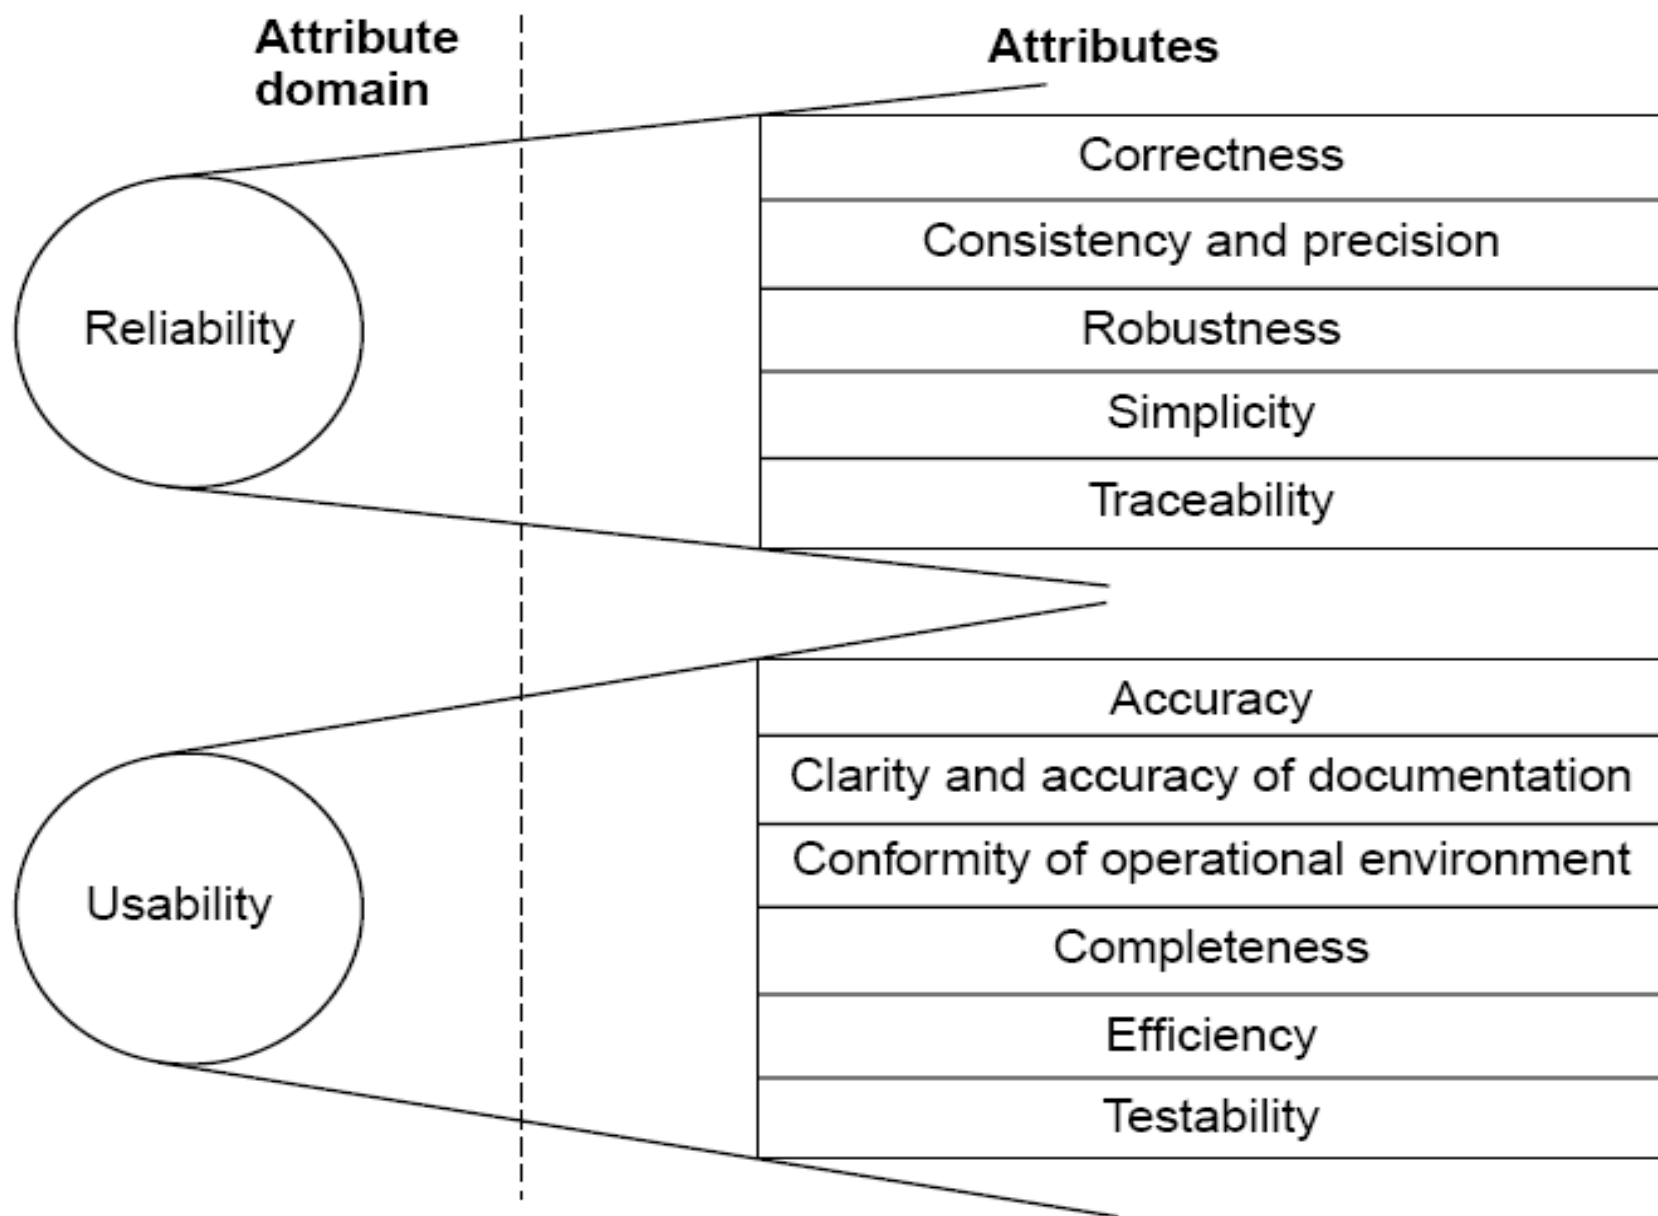 Attribute
domain
Attributes
Reliability
Correctness
Consistency and precision
Robustness
Simplicity
Traceability
Usability
Accuracy
Clarity and accuracy of documentation
Conformity of operational environment
Completeness
Efficiency
Testability